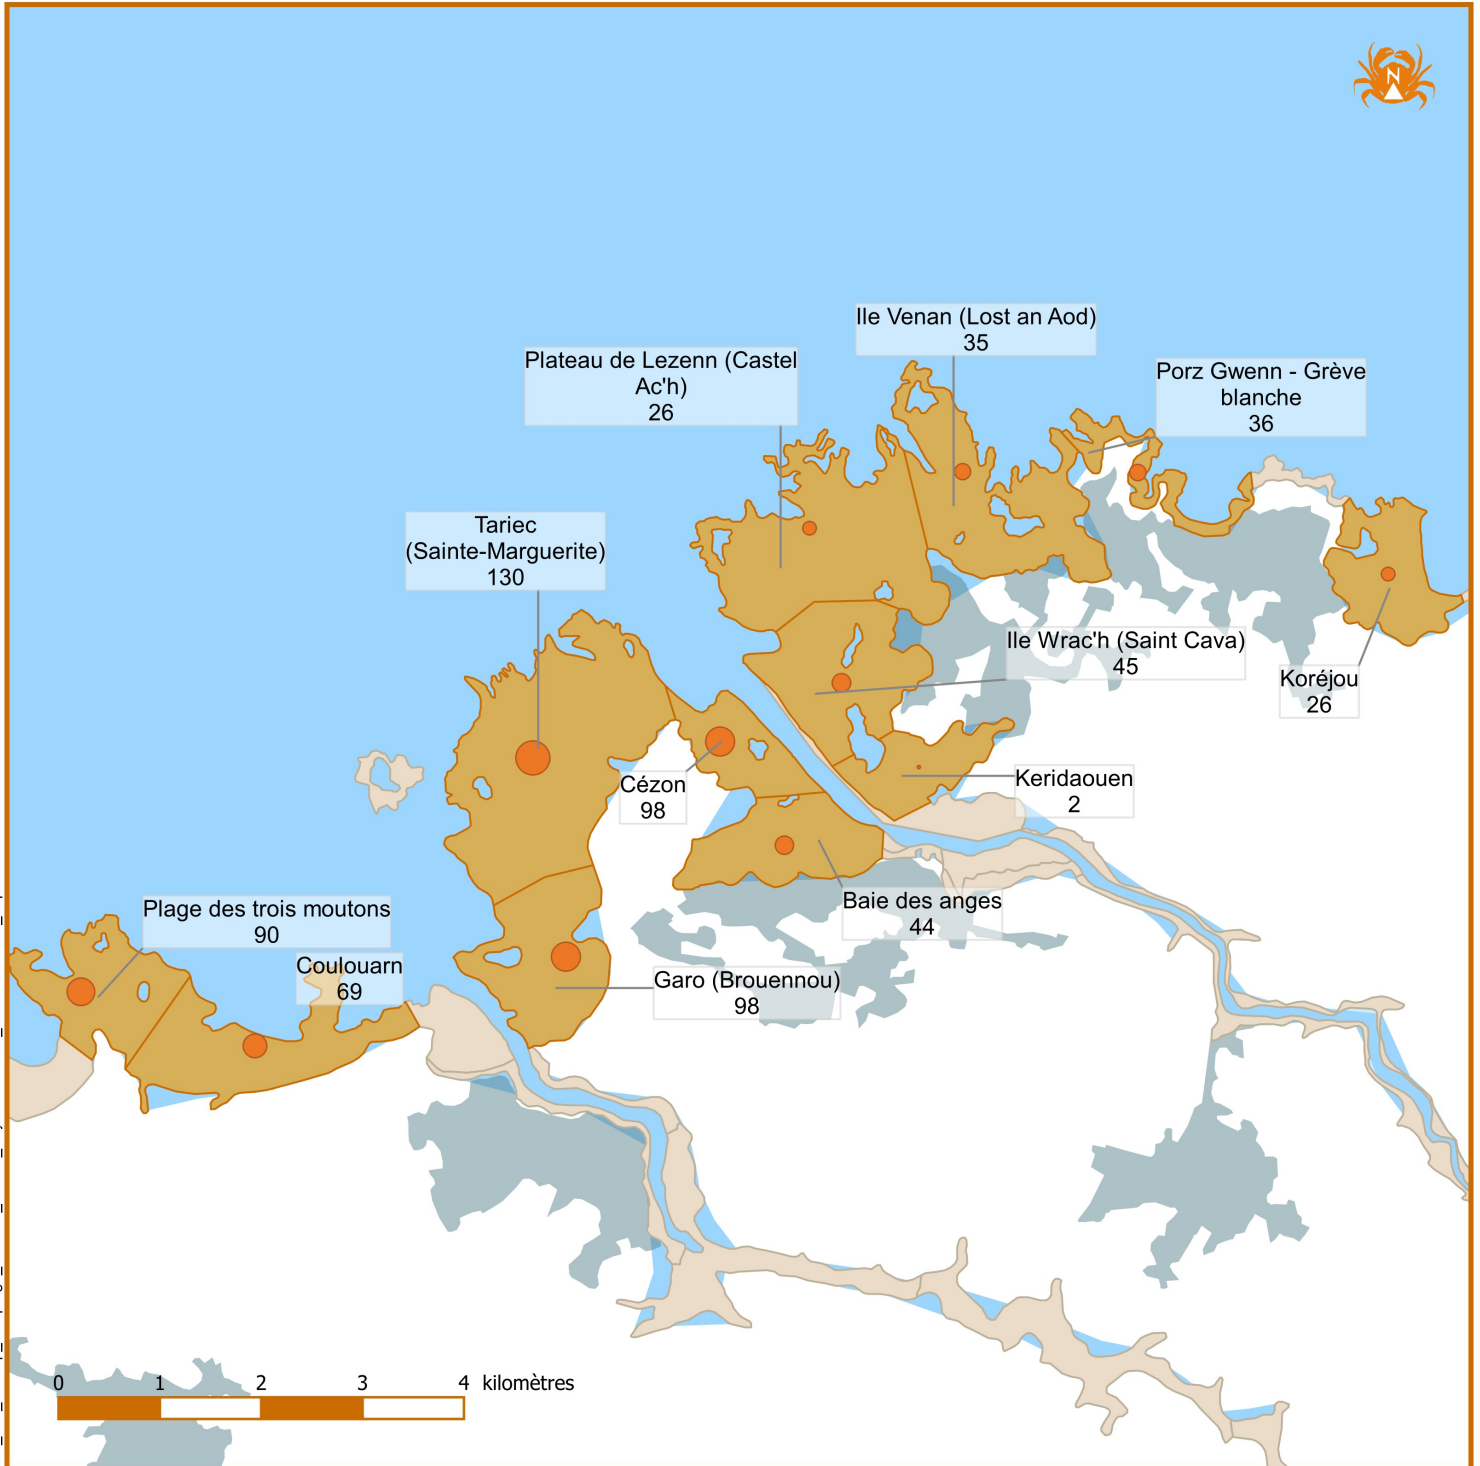 N
Ile Venan (Lost an Aod)
35
Plateau de Lezenn (Castel
Ac'h)
26
Porz Gwenn - Grève
blanche
36
Tariec
(Sainte-Marguerite)
130
Ile Wrac'h (Saint Cava)
45
Koréjou
26
Cézon
98
Keridaouen
2
Baie des anges
44
Plage des trois moutons
90
Coulouarn
69
Garo (Brouennou)
98
0 1 2 3 4 kilomètres